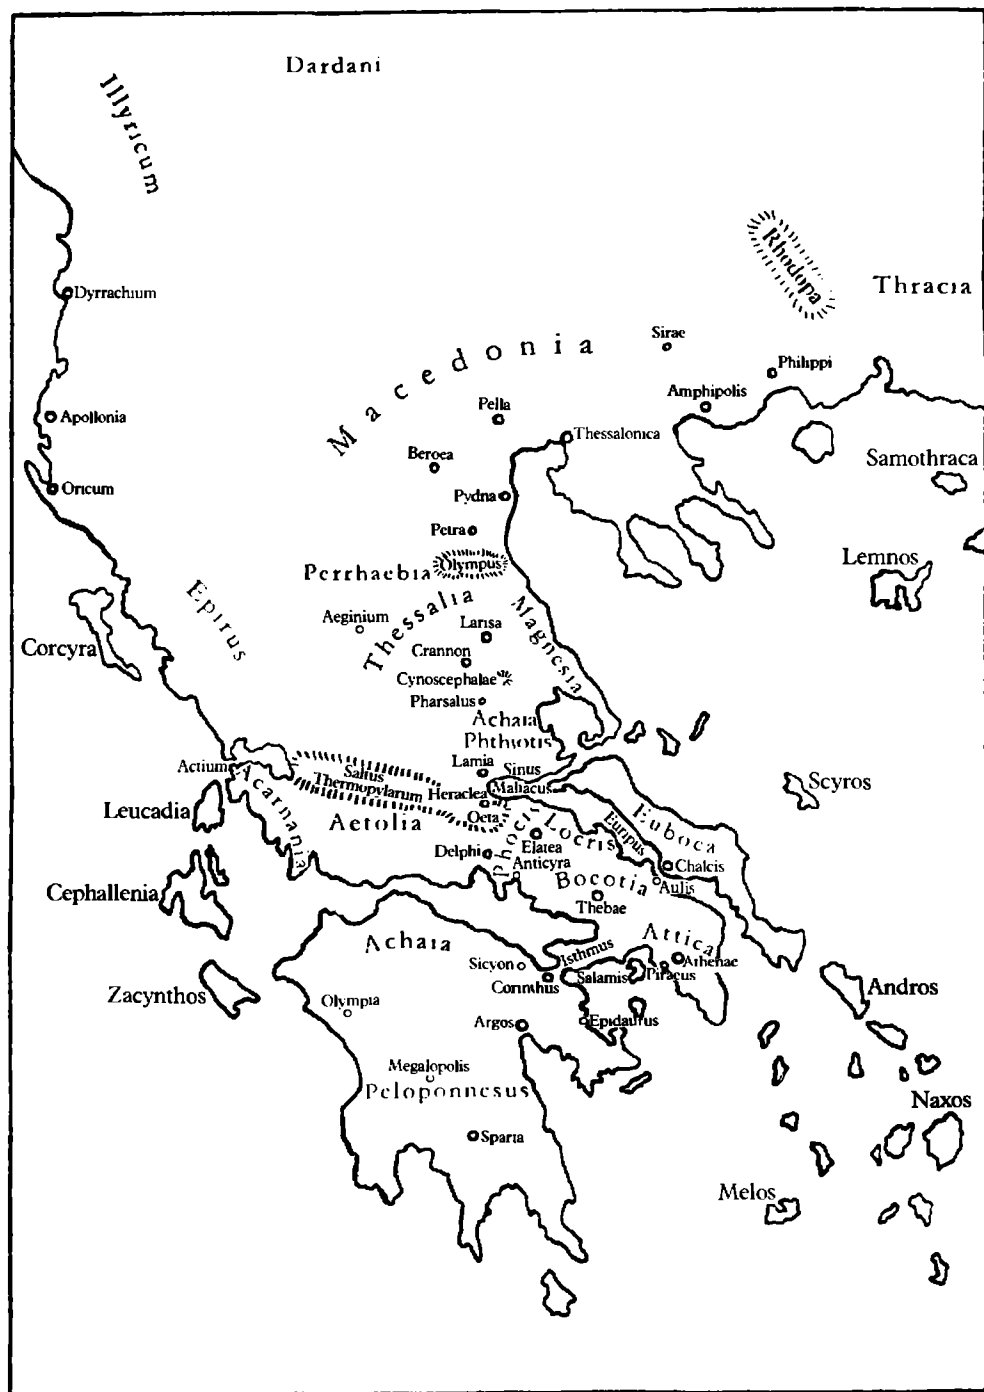 Dardani
Illyricum
Rhodopa
Thracia
Dyrrachium
Macedonia
Sirae
Philippi
Amphipolis
Pella
Apollonia
Thessalonica
Beroea
Samothraca
Oricum
Pydna
Petra
Olympus
Perrhaebia
Lemnos
Epirus
Thessalia
Magnesia
Aeginium
Larisa
Corcyra
Crannon
Cynoscephalae
Pharsalus
Achaia
Phthiotis
Actium
Saltus
Thermopylarum
Lamia
Sinus
Maliacus
Scyros
Leucadia
Acarnania
Heraclea
Oeta
Aetolia
Phocis
Locris
Euripus
Euboea
Elatea
Delphi
Anticyra
Chalcis
Aulis
Boeotia
Thebae
Cephallenia
Achaia
Attica
Isthmus
Athenae
Sicyon
Corinthus
Salamis
Piraeus
Zacynthos
Olympia
Andros
Argos
Epidaurus
Megalopolis
Peloponnesus
Naxos
Sparta
Melos